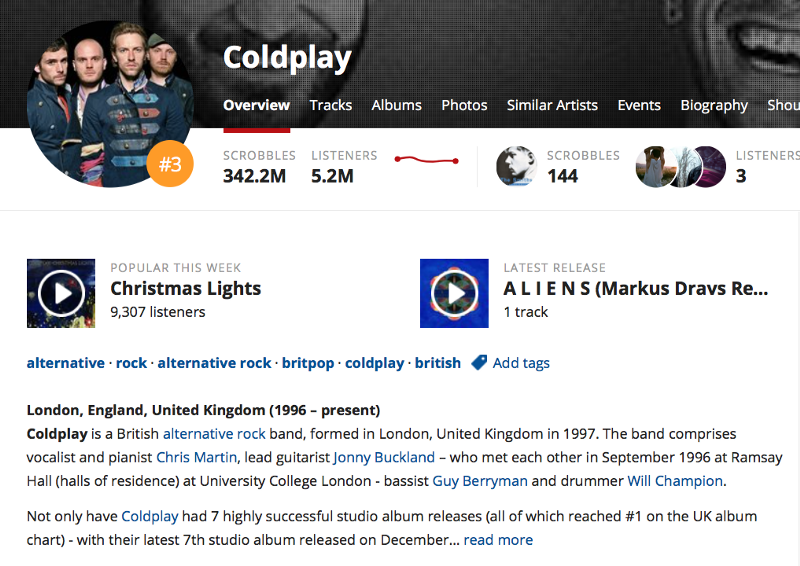 Coldplay
Overview Tracks Albums Photos Similar Artists Events Biography Shou
#3
SCROBBLES LISTENERS SCROBBLES LISTENERS
342.2M 5.2M 144 3
POPULAR THIS WEEK LATEST RELEASE
Christmas Lights A L I E N S (Markus Dravs Re...
9,307 listeners 1 track
alternative · rock · alternative rock · britpop · coldplay · british Add tags
London, England, United Kingdom (1996 – present)
Coldplay is a British alternative rock band, formed in London, United Kingdom in 1997. The band comprises
vocalist and pianist Chris Martin, lead guitarist Jonny Buckland – who met each other in September 1996 at Ramsay
Hall (halls of residence) at University College London - bassist Guy Berryman and drummer Will Champion.
Not only have Coldplay had 7 highly successful studio album releases (all of which reached #1 on the UK album
chart) - with their latest 7th studio album released on December... read more